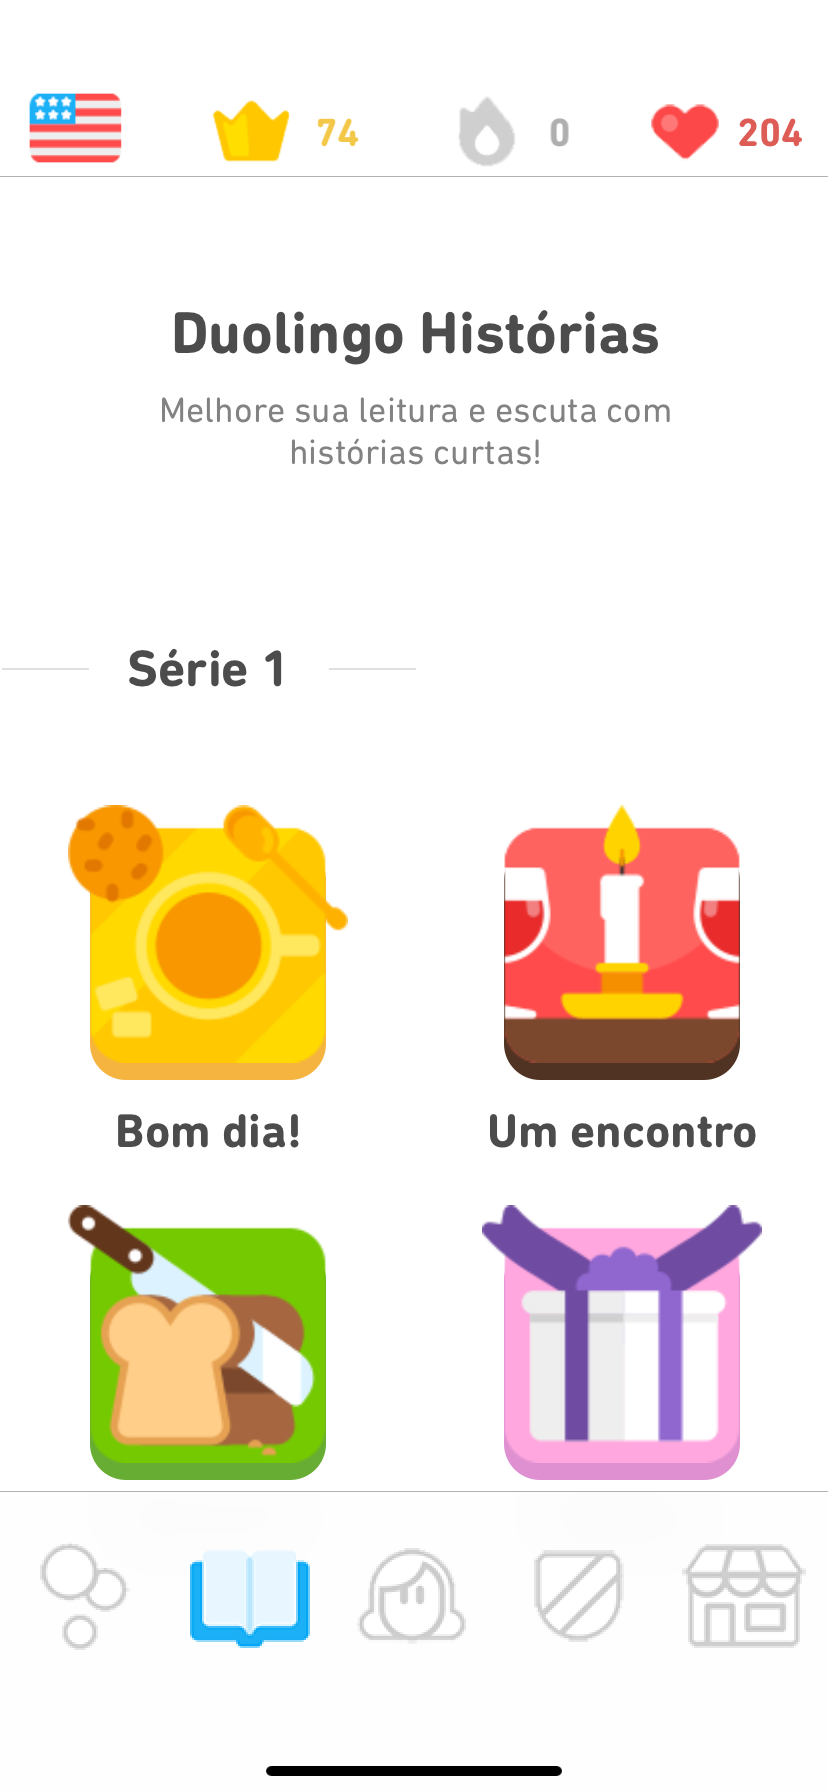 74
0
204
Duolingo Histórias
Melhore sua leitura e escuta com
histórias curtas!
Série 1
Bom dia!
Um encontro